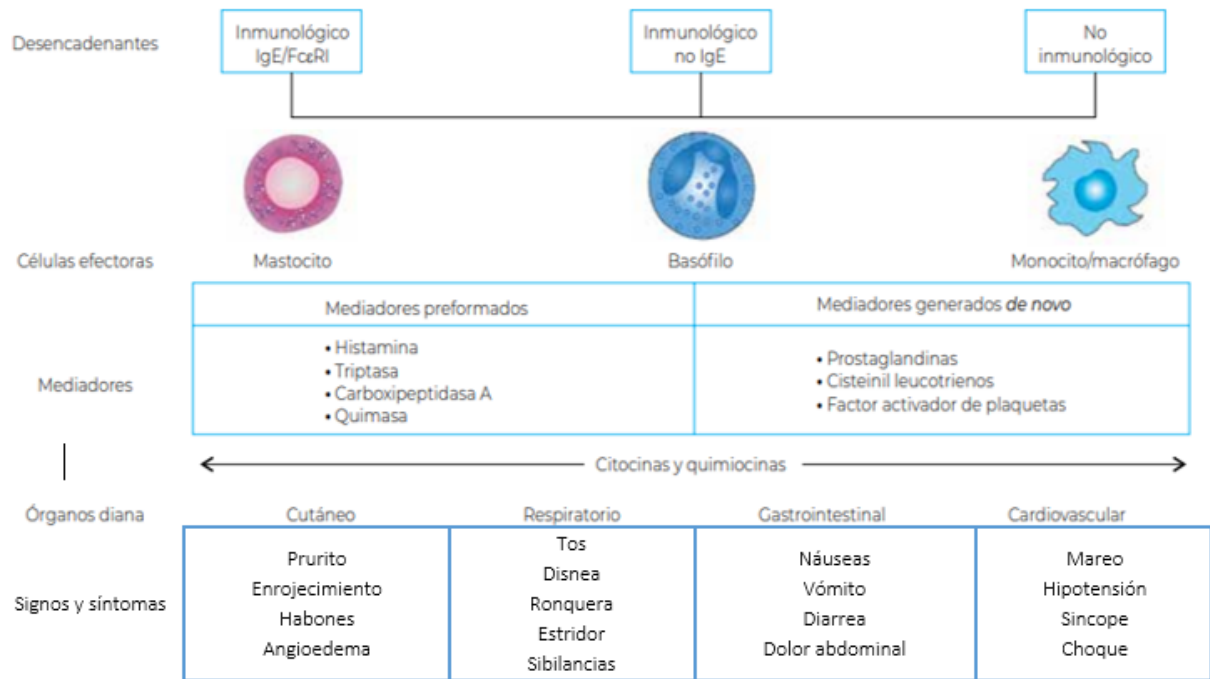 Desencadenantes
Inmunológico
IgE/FcεRI
Inmunológico
no IgE
No
inmunológico
Células efectoras
Mastocito
Basófilo
Monocito/macrófago
Mediadores preformados
Mediadores generados de novo
Mediadores
• Histamina
• Triptasa
• Carboxipeptidasa A
• Quimasa
• Prostaglandinas
• Cisteinil leucotrienos
• Factor activador de plaquetas
Citocinas y quimiocinas
Órganos diana
Cutáneo
Respiratorio
Gastrointestinal
Cardiovascular
Signos y síntomas
Prurito
Enrojecimiento
Habones
Angioedema
Tos
Disnea
Ronquera
Estridor
Sibilancias
Náuseas
Vómito
Diarrea
Dolor abdominal
Mareo
Hipotensión
Sincope
Choque